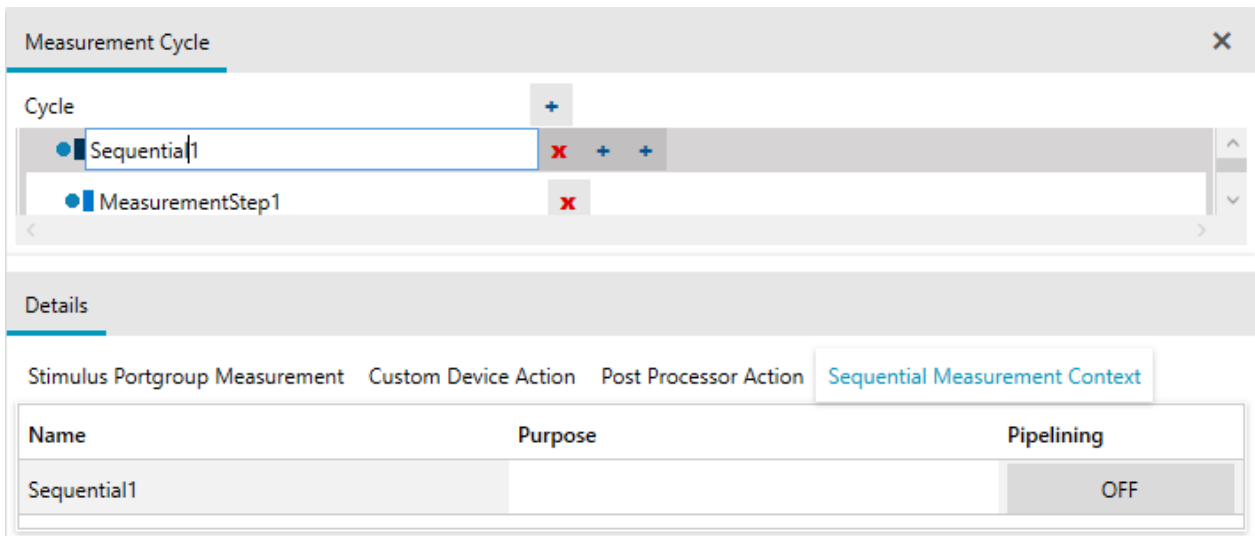 Measurement Cycle
Cycle
Sequential1
MeasurementStep1
Details
Stimulus Portgroup Measurement Custom Device Action Post Processor Action Sequential Measurement Context
Name Purpose Pipelining
Sequential1 OFF